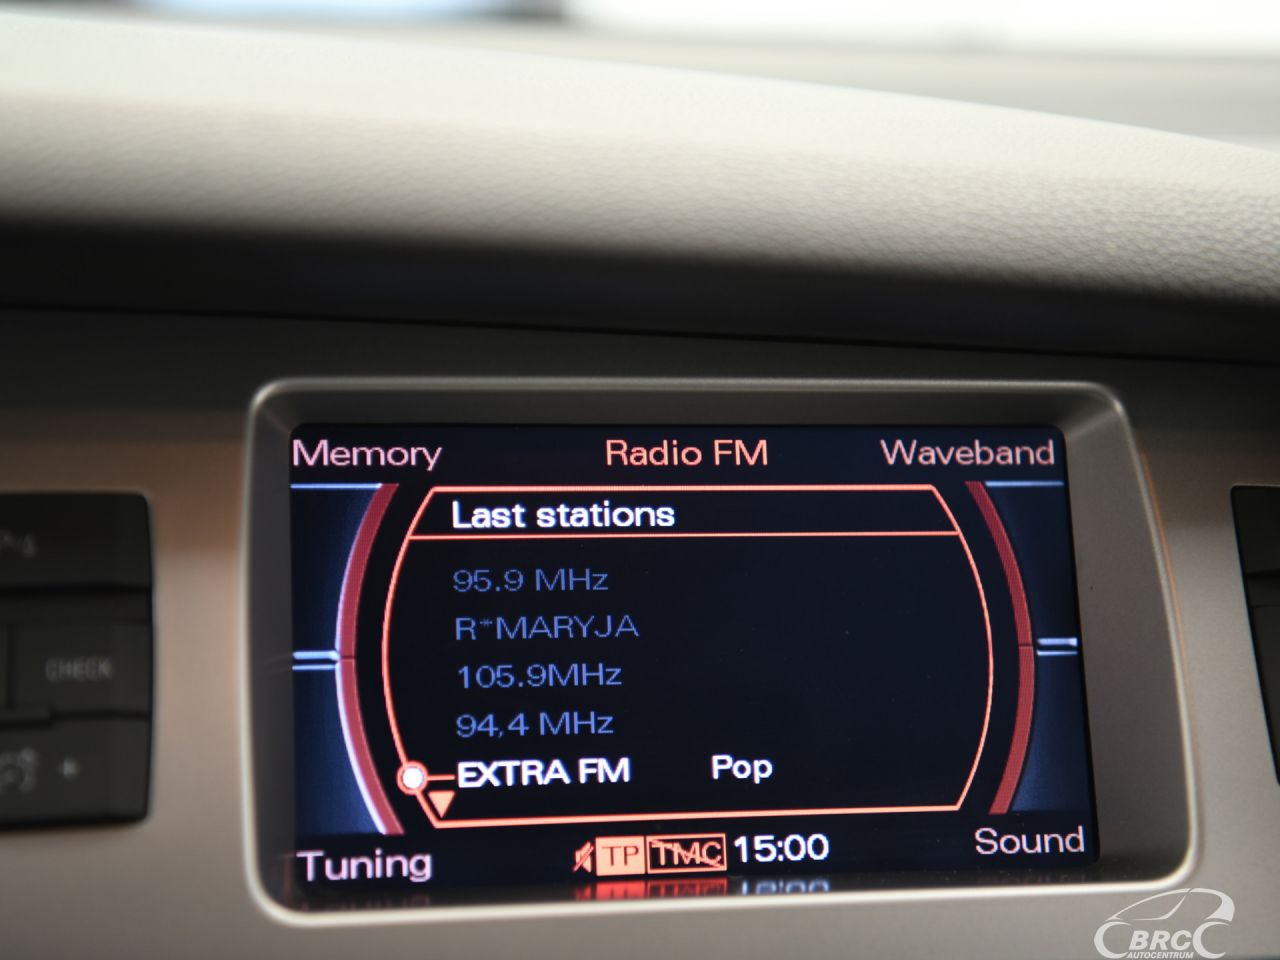 Memory Radio FM Waveband
Last stations
95.9 MHz
R*MARYJA
105.9MHz
94,4 MHz
EXTRA FM Pop
CHECK
Tuning TP TMC 15:00 Sound
BRC
AUTOCENTRUM